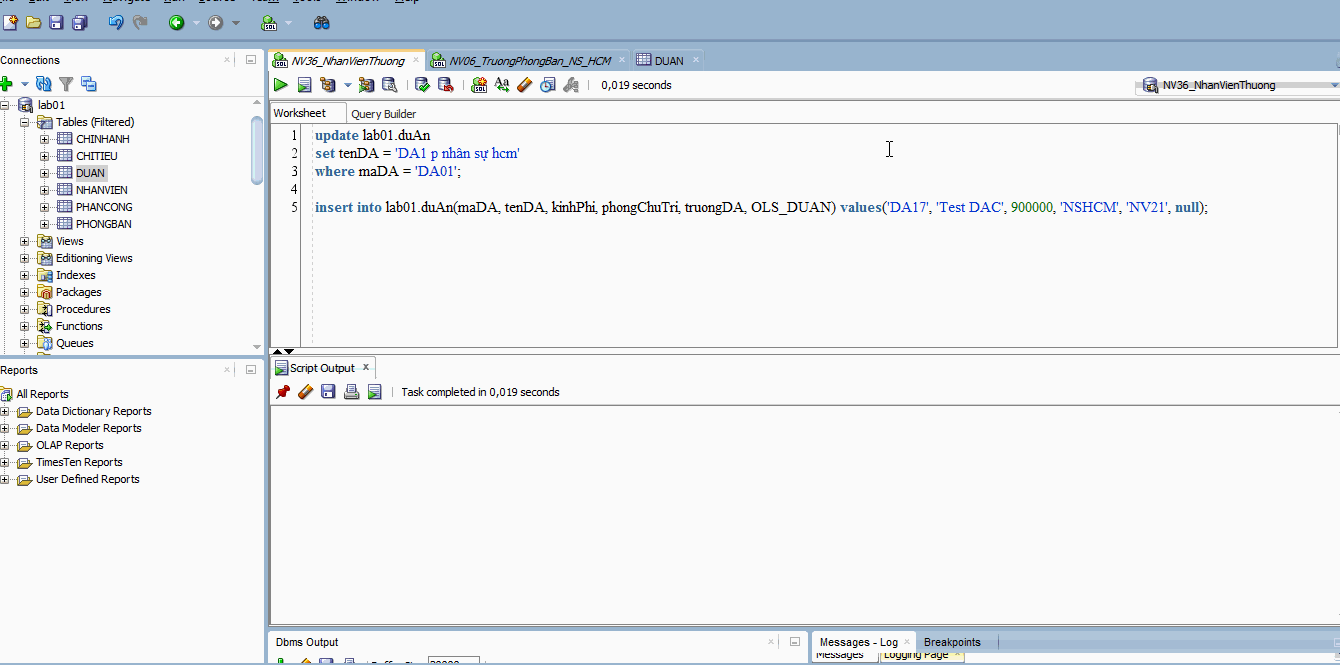 Connections
lab01
Tables (Filtered)
CHINHANH
CHITIEU
DUAN
NHANVIEN
PHANCONG
PHONGBAN
Views
Editioning Views
Indexes
Packages
Procedures
Functions
Queues
Reports
All Reports
Data Dictionary Reports
Data Modeler Reports
OLAP Reports
TimesTen Reports
User Defined Reports
NV36_NhanVienThuong NV06_TruongPhongBan_NS_HCM DUAN
0,019 seconds NV36_NhanVienThuong
Worksheet Query Builder
1 update lab01.duAn
2 set tenDA = 'DA1 p nhân sự hcm'
3 where maDA = 'DA01';
4
5 insert into lab01.duAn(maDA, tenDA, kinhPhi, phongChuTri, truongDA, OLS_DUAN) values('DA17', 'Test DAC', 900000, 'NSHCM', 'NV21', null);
Script Output
Task completed in 0,019 seconds
Dbms Output
Messages - Log Breakpoints
Messages Logging Page